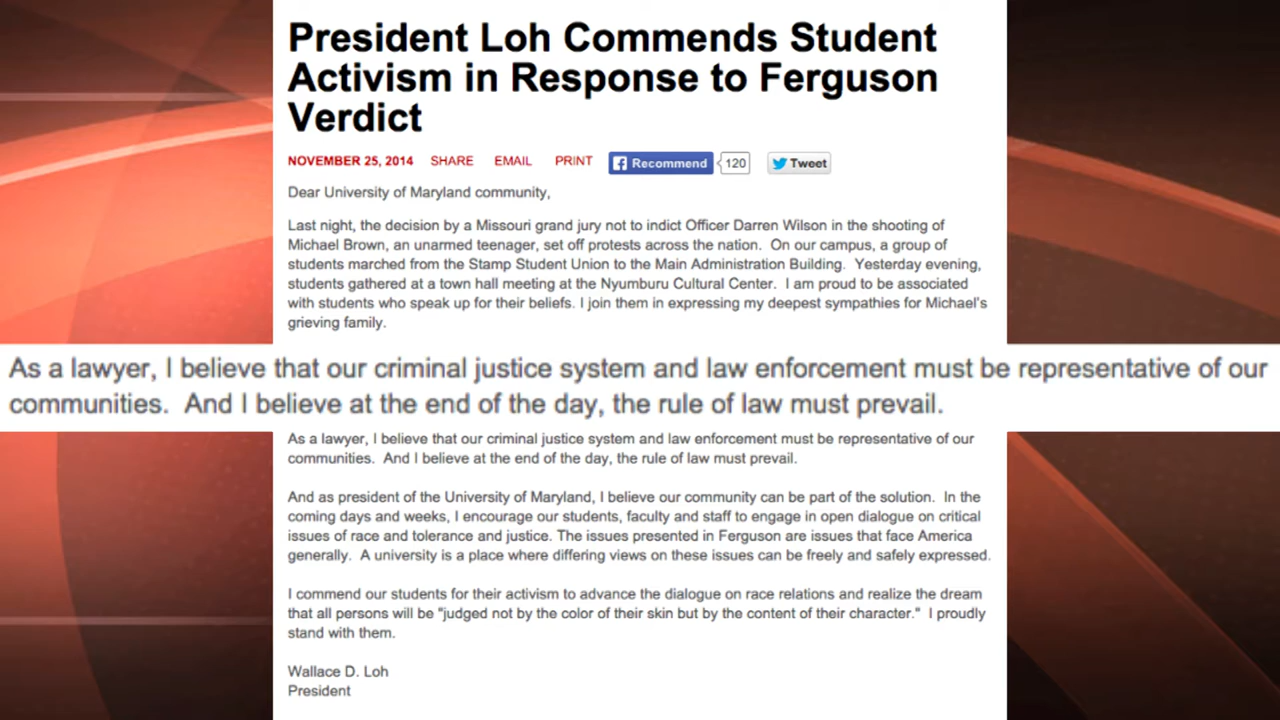 President Loh Commends Student
Activism in Response to Ferguson
Verdict
NOVEMBER 25, 2014 SHARE EMAIL PRINT Recommend 120 Tweet
Dear University of Maryland community,
Last night, the decision by a Missouri grand jury not to indict Officer Darren Wilson in the shooting of
Michael Brown, an unarmed teenager, set off protests across the nation.  On our campus, a group of
students marched from the Stamp Student Union to the Main Administration Building.  Yesterday evening,
students gathered at a town hall meeting at the Nyumburu Cultural Center.  I am proud to be associated
with students who speak up for their beliefs. I join them in expressing my deepest sympathies for Michael's
grieving family.
As a lawyer, I believe that our criminal justice system and law enforcement must be representative of our
communities.  And I believe at the end of the day, the rule of law must prevail.
As a lawyer, I believe that our criminal justice system and law enforcement must be representative of our
communities.  And I believe at the end of the day, the rule of law must prevail.
And as president of the University of Maryland, I believe our community can be part of the solution.  In the
coming days and weeks, I encourage our students, faculty and staff to engage in open dialogue on critical
issues of race and tolerance and justice. The issues presented in Ferguson are issues that face America
generally.  A university is a place where differing views on these issues can be freely and safely expressed.
I commend our students for their activism to advance the dialogue on race relations and realize the dream
that all persons will be "judged not by the color of their skin but by the content of their character."  I proudly
stand with them.
Wallace D. Loh
President